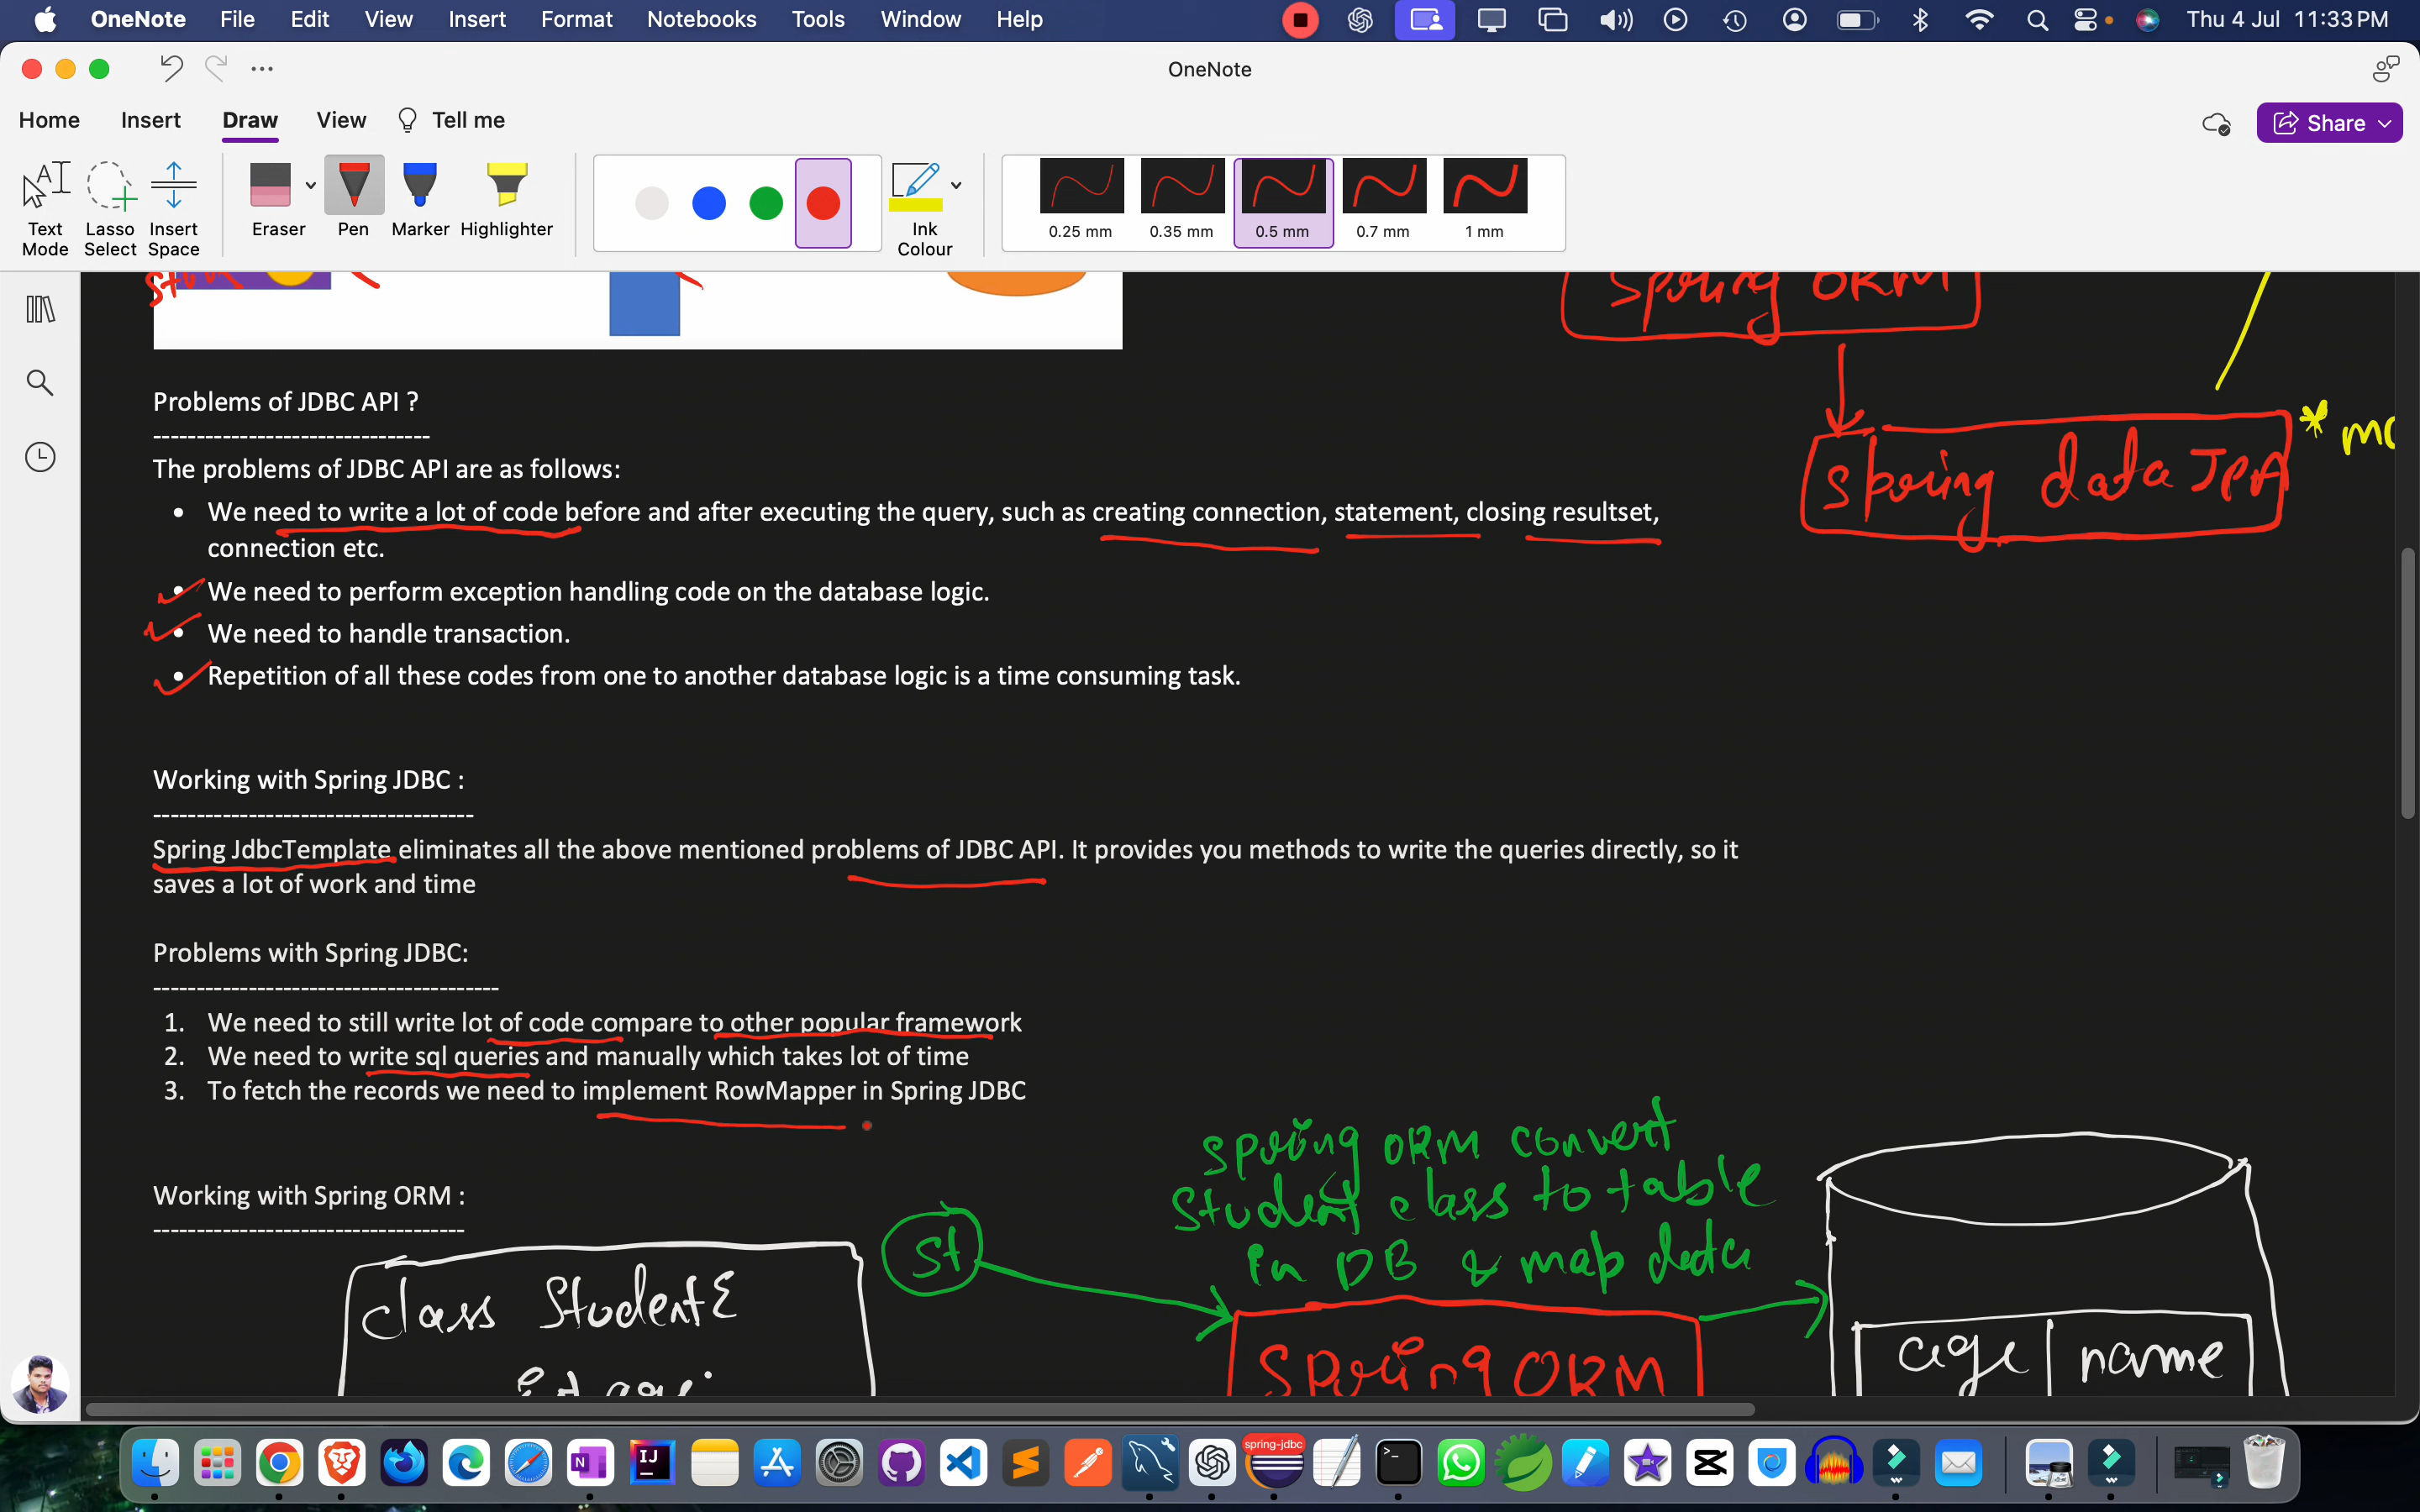 OneNote File Edit View Insert Format Notebooks Tools Window Help
Thu 4 Jul 11:33 PM
OneNote
Home Insert Draw View Tell me
Share
Text Mode
Lasso Select
Insert Space
Eraser
Pen
Marker
Highlighter
Ink Colour
0.25 mm
0.35 mm
0.5 mm
0.7 mm
1 mm
Spring ORM
Problems of JDBC API ?
--------------------------------
The problems of JDBC API are as follows:
• We need to write a lot of code before and after executing the query, such as creating connection, statement, closing resultset,
connection etc.
• We need to perform exception handling code on the database logic.
• We need to handle transaction.
• Repetition of all these codes from one to another database logic is a time consuming task.
Spring data JPA
*
Working with Spring JDBC :
-------------------------------------
Spring JdbcTemplate eliminates all the above mentioned problems of JDBC API. It provides you methods to write the queries directly, so it
saves a lot of work and time
Problems with Spring JDBC:
----------------------------------------
1. We need to still write lot of code compare to other popular framework
2. We need to write sql queries and manually which takes lot of time
3. To fetch the records we need to implement RowMapper in Spring JDBC
Working with Spring ORM :
------------------------------------
st
Spring ORM convert
Student class to table
in DB & map data
class Student{
Spring ORM
age name
spring-jdbc